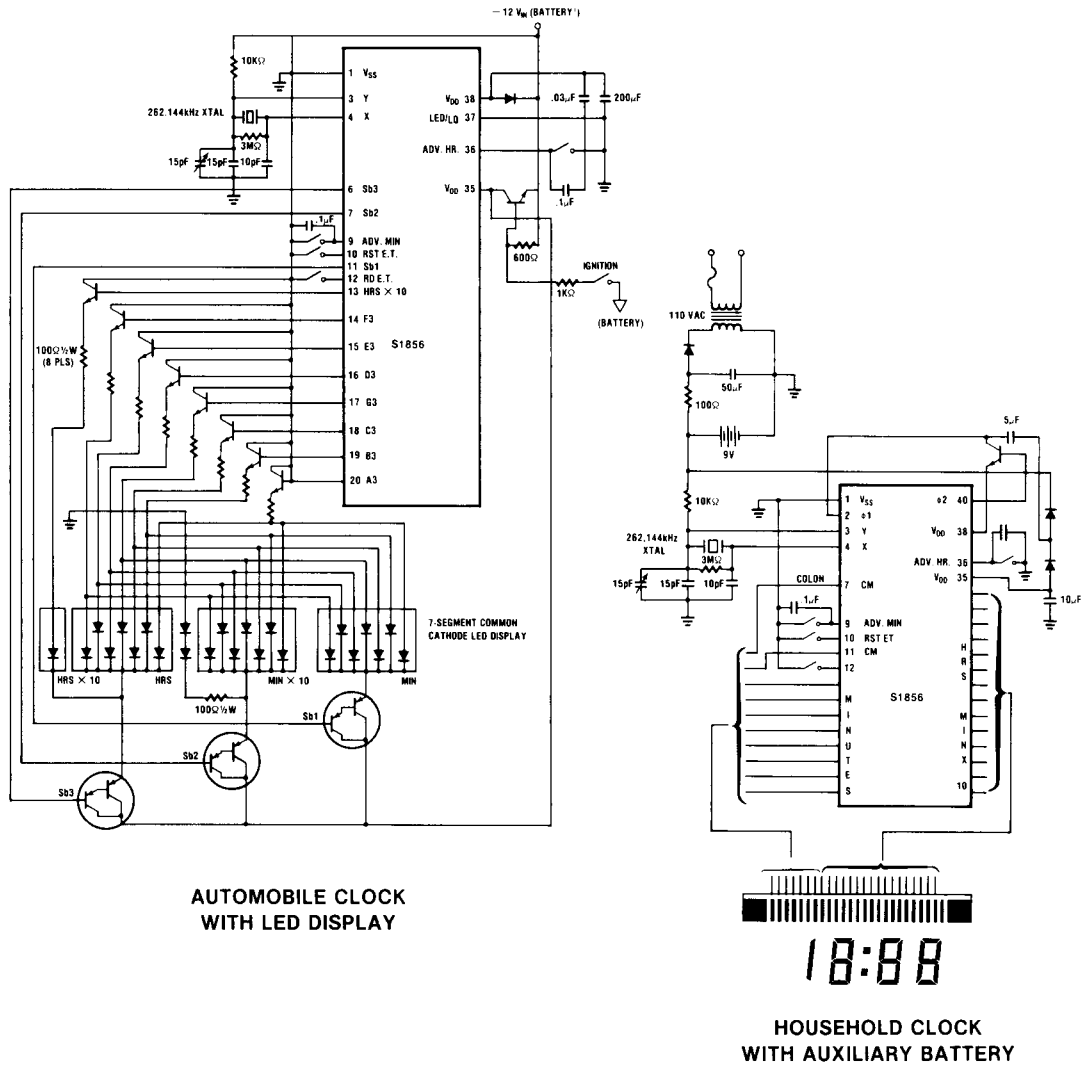 −12 VIN (BATTERY')
10KΩ
262,144kHz XTAL
3MΩ
15pF 15pF 10pF
1 VSS
3 Y
4 X
6 Sb3
7 Sb2
.1μF
9 ADV. MIN
10 RST E.T.
11 Sb1
12 RD E.T.
13 HRS × 10
14 F3
15 E3
16 D3
17 G3
18 C3
19 B3
20 A3
S1856
VDD 38
LED/LQ 37
ADV. HR. 36
VDD 35
.03μF
200μF
.1μF
600Ω
1KΩ
IGNITION
(BATTERY)
100Ω½W
(8 PLS)
7-SEGMENT COMMON
CATHODE LED DISPLAY
HRS × 10
HRS
MIN × 10
MIN
100Ω½W
Sb1
Sb2
Sb3
AUTOMOBILE CLOCK
WITH LED DISPLAY
110 VAC
50μF
100Ω
9V
10KΩ
262,144kHz
XTAL
3MΩ
15pF
15pF
10pF
COLON
.1μF
1 VSS
2 ϕ1
3 Y
4 X
7 CM
9 ADV MIN
10 RST ET
11 CM
12
MINUTES
S1856
ϕ2 40
VDD 38
ADV. HR. 36
VDD 35
HRS
MIN X
10
5μF
10μF
18:88
HOUSEHOLD CLOCK
WITH AUXILIARY BATTERY